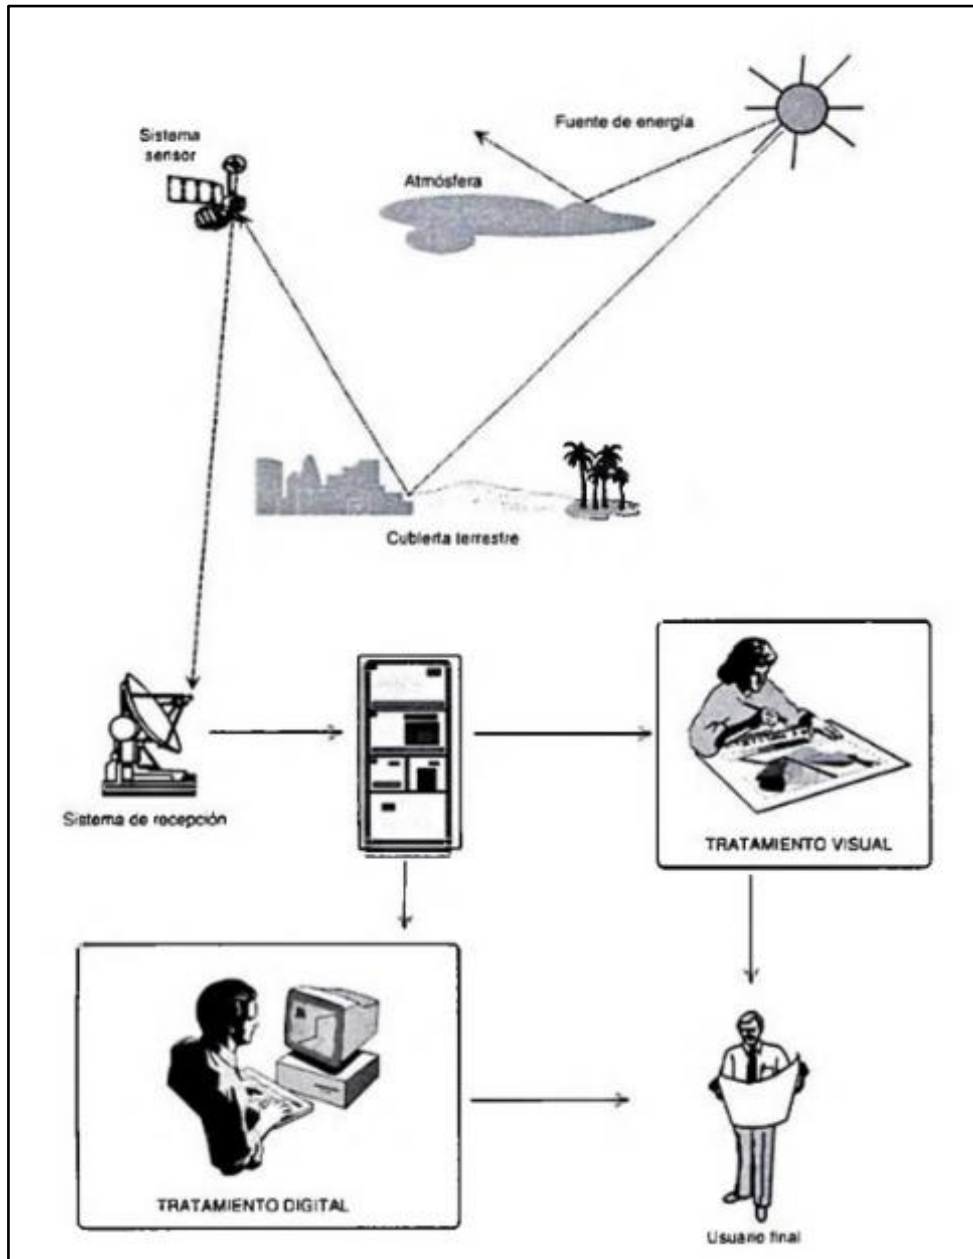 Fuente de energía
Sistema
sensor
Atmósfera
Cubierta terrestre
Sistema de recepción
TRATAMIENTO VISUAL
TRATAMIENTO DIGITAL
Usuario final